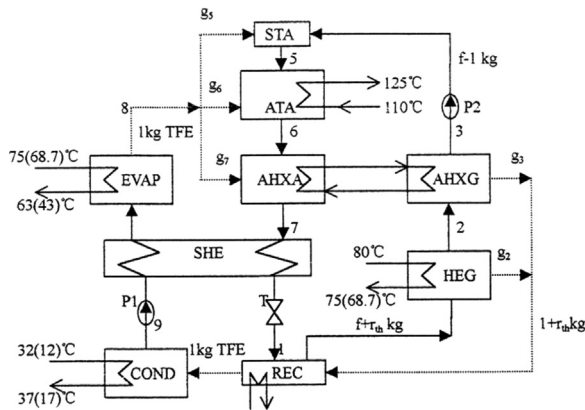 g₅
STA
f-1 kg
5
125℃
g₆
ATA
110℃
P2
8
1kg TFE
6
3
g₇
g₃
75(68.7)℃
EVAP
AHXA
AHXG
63(43)℃
7
2
SHE
80℃
g₂
HEG
P1
T
75(68.7)℃
9
f+rₜₕ kg
1+rₜₕkg
32(12)℃
1kg TFE
1
COND
REC
37(17)℃